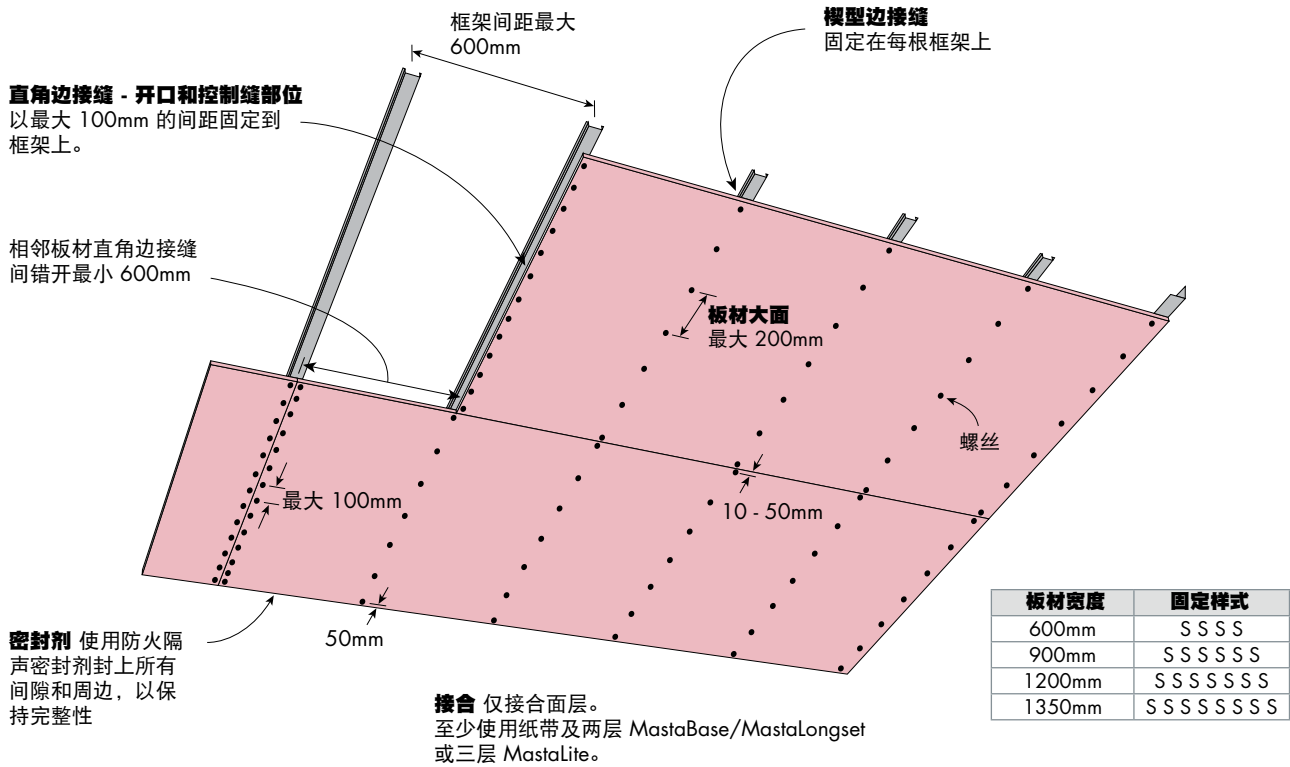 框架间距最大
600mm
楔型边接缝
固定在每根框架上
直角边接缝 - 开口和控制缝部位
以最大 100mm 的间距固定到
框架上。
相邻板材直角边接缝
间错开最小 600mm
板材大面
最大 200mm
螺丝
最大 100mm
10 - 50mm
50mm
密封剂 使用防火隔
声密封剂封上所有
间隙和周边，以保
持完整性
接合 仅接合面层。
至少使用纸带及两层 MastaBase/MastaLongset
或三层 MastaLite。
板材宽度 固定样式
600mm S S S S
900mm S S S S S S
1200mm S S S S S S S
1350mm S S S S S S S S